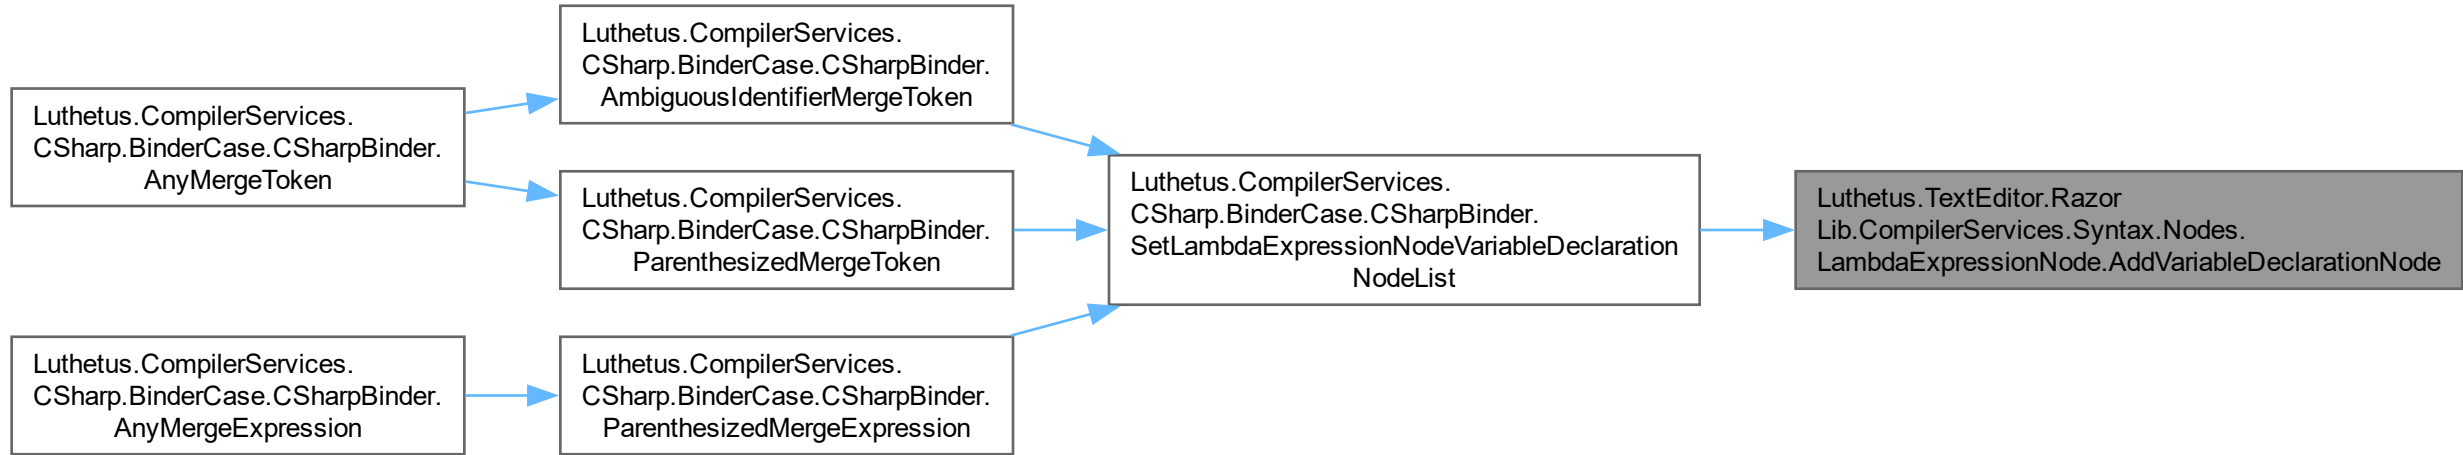 Luthetus.CompilerServices.
CSharp.BinderCase.CSharpBinder.
AnyMergeToken
Luthetus.CompilerServices.
CSharp.BinderCase.CSharpBinder.
AnyMergeExpression
Luthetus.CompilerServices.
CSharp.BinderCase.CSharpBinder.
AmbiguousIdentifierMergeToken
Luthetus.CompilerServices.
CSharp.BinderCase.CSharpBinder.
ParenthesizedMergeToken
Luthetus.CompilerServices.
CSharp.BinderCase.CSharpBinder.
ParenthesizedMergeExpression
Luthetus.CompilerServices.
CSharp.BinderCase.CSharpBinder.
SetLambdaExpressionNodeVariableDeclaration
NodeList
Luthetus.TextEditor.Razor
Lib.CompilerServices.Syntax.Nodes.
LambdaExpressionNode.AddVariableDeclarationNode